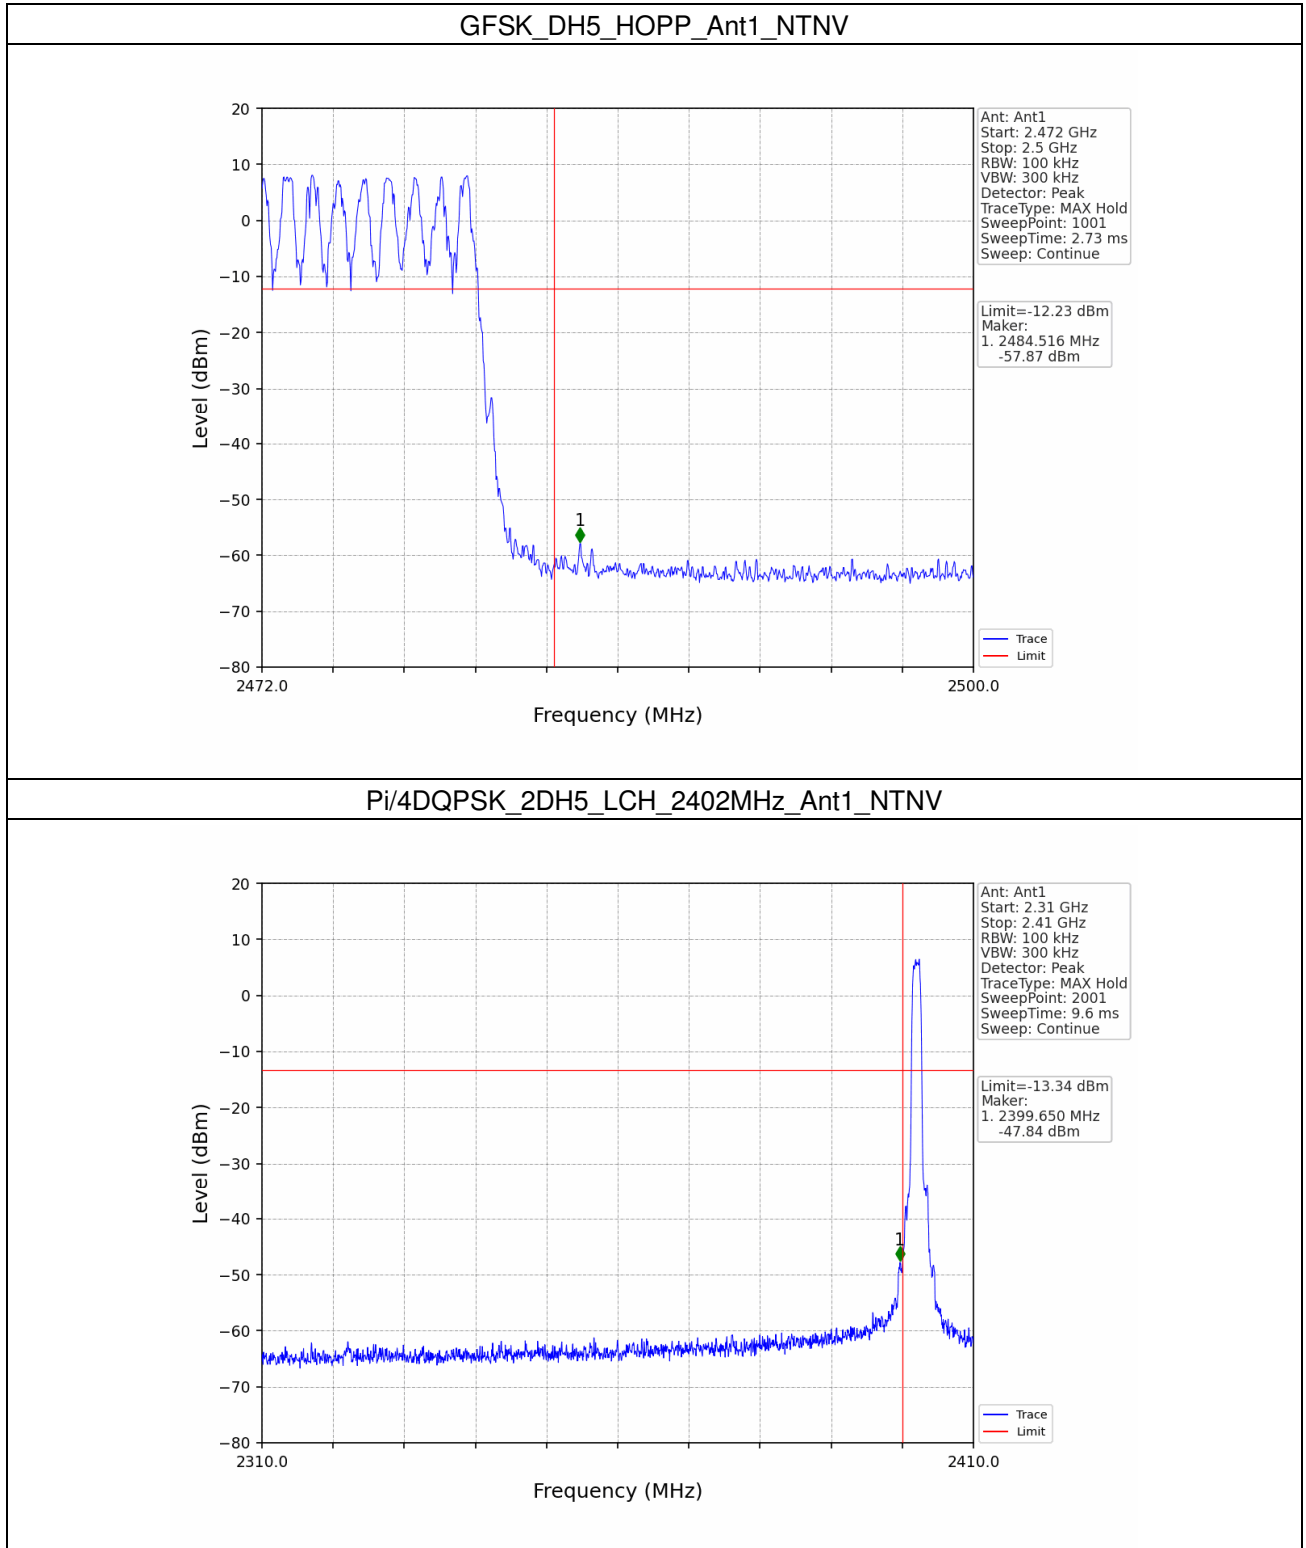 GFSK_DH5_HOPP_Ant1_NTNV
20
10
0
−10
−20
−30
−40
−50
−60
−70
−80
Level (dBm)
2472.0
2500.0
Frequency (MHz)
Ant: Ant1
Start: 2.472 GHz
Stop: 2.5 GHz
RBW: 100 kHz
VBW: 300 kHz
Detector: Peak
TraceType: MAX Hold
SweepPoint: 1001
SweepTime: 2.73 ms
Sweep: Continue
Limit=-12.23 dBm
Maker:
1. 2484.516 MHz
-57.87 dBm
1
Trace
Limit
Pi/4DQPSK_2DH5_LCH_2402MHz_Ant1_NTNV
20
10
0
−10
−20
−30
−40
−50
−60
−70
−80
Level (dBm)
2310.0
2410.0
Frequency (MHz)
Ant: Ant1
Start: 2.31 GHz
Stop: 2.41 GHz
RBW: 100 kHz
VBW: 300 kHz
Detector: Peak
TraceType: MAX Hold
SweepPoint: 2001
SweepTime: 9.6 ms
Sweep: Continue
Limit=-13.34 dBm
Maker:
1. 2399.650 MHz
-47.84 dBm
1
Trace
Limit